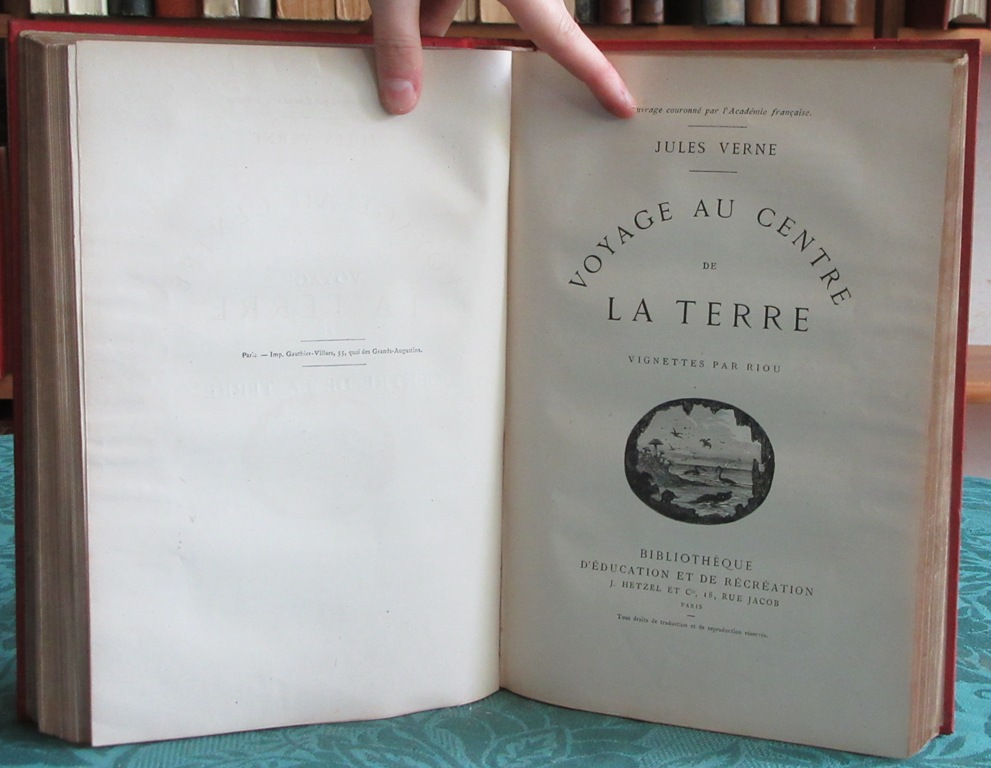 Paris — Imp. Gauthier-Villars, 55, quai des Grands-Augustins.
ouvrage couronné par l'Académie française.
JULES VERNE
VOYAGE AU CENTRE
DE
LA TERRE
VIGNETTES PAR RIOU
BIBLIOTHÈQUE
D'ÉDUCATION ET DE RÉCRÉATION
J. HETZEL ET Cie, 18, RUE JACOB
PARIS
Tous droits de traduction et de reproduction réservés.